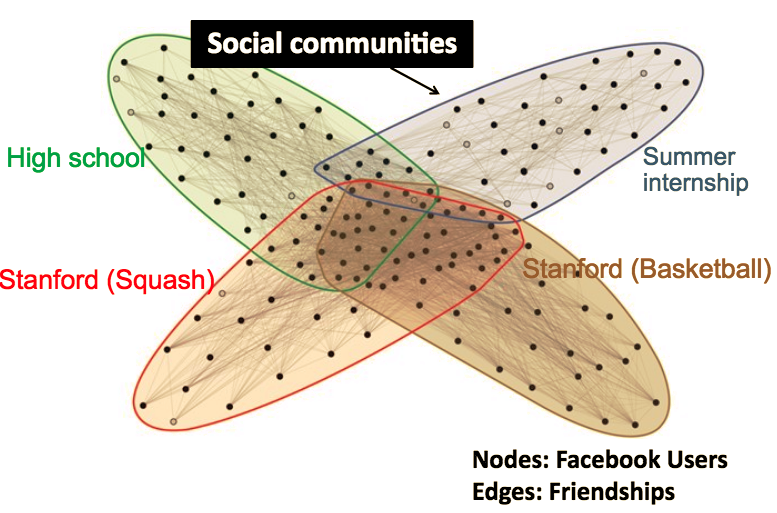 Social communities
High school
Summer
internship
Stanford (Squash)
Stanford (Basketball)
Nodes: Facebook Users
Edges: Friendships